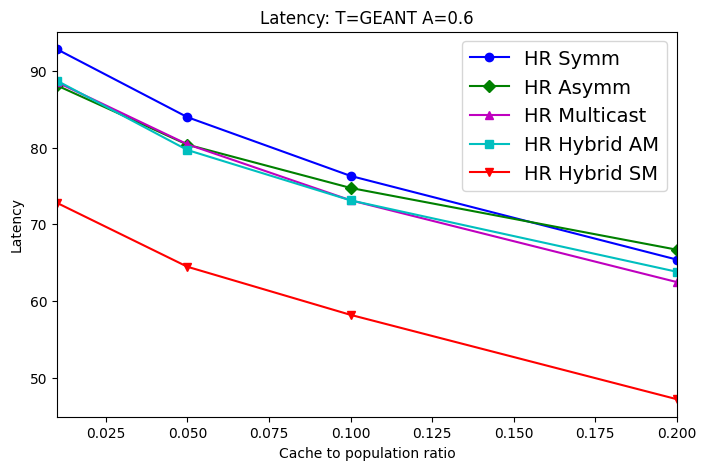 Latency: T=GEANT A=0.6
HR Symm
HR Asymm
HR Multicast
HR Hybrid AM
HR Hybrid SM
Latency
90
80
70
60
50
0.025 0.050 0.075 0.100 0.125 0.150 0.175 0.200
Cache to population ratio